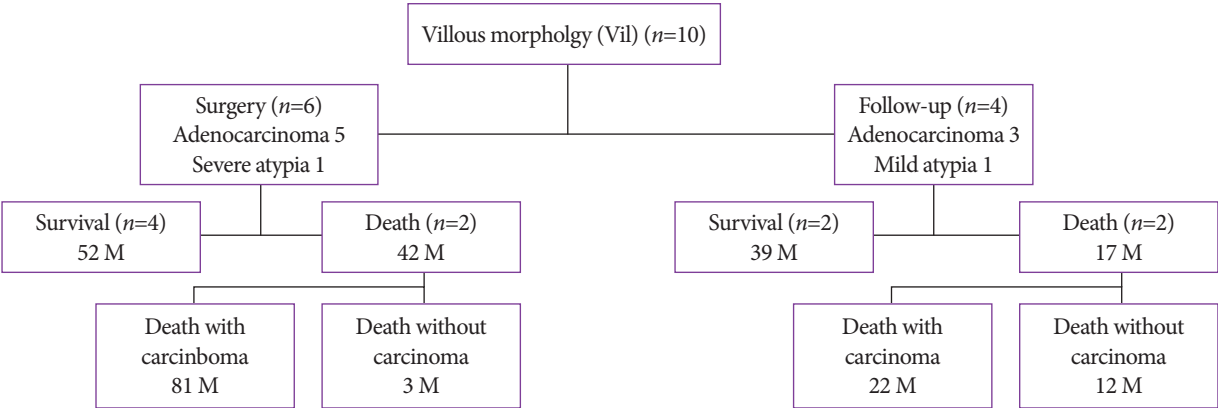 Villous morpholgy (Vil) (n=10)
Surgery (n=6)
Adenocarcinoma 5
Severe atypia 1
Follow-up (n=4)
Adenocarcinoma 3
Mild atypia 1
Survival (n=4)
52 M
Death (n=2)
42 M
Survival (n=2)
39 M
Death (n=2)
17 M
Death with
carcinboma
81 M
Death without
carcinoma
3 M
Death with
carcinoma
22 M
Death without
carcinoma
12 M